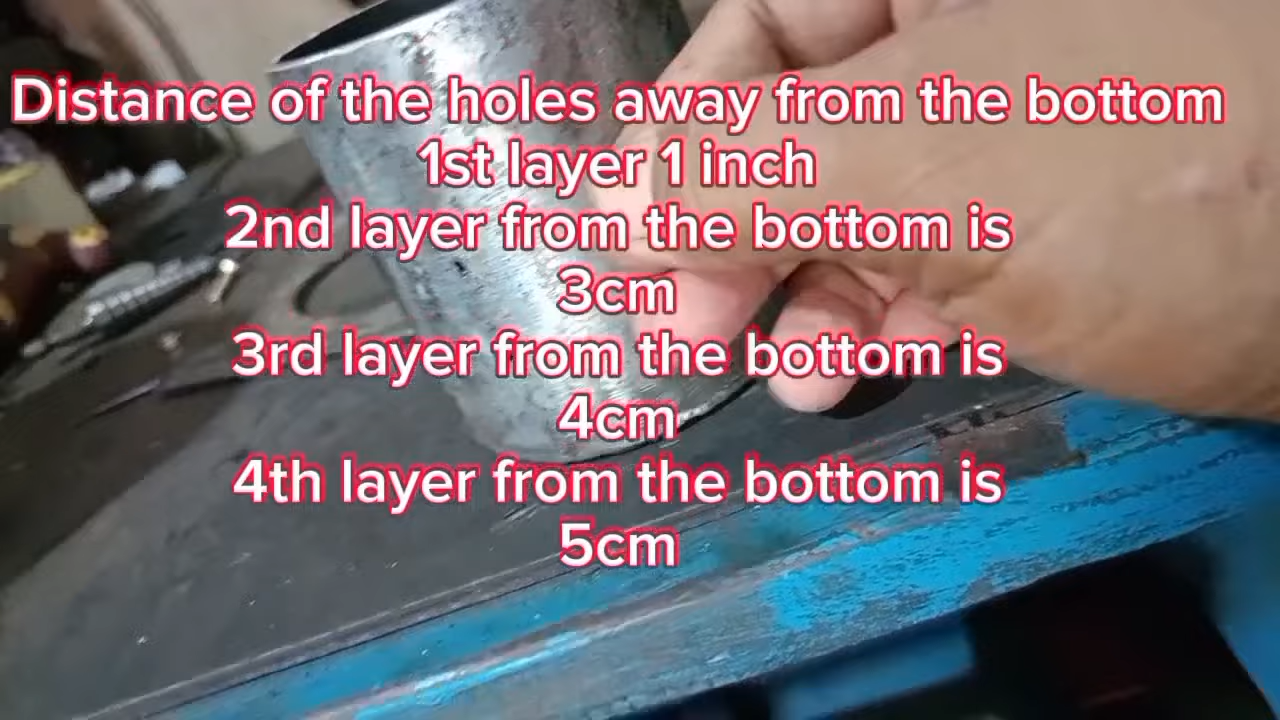 Distance of the holes away from the bottom
1st layer 1 inch
2nd layer from the bottom is
3cm
3rd layer from the bottom is
4cm
4th layer from the bottom is
5cm